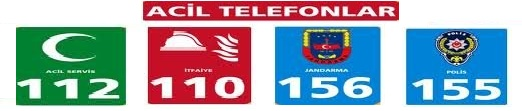 ACİL TELEFONLAR
ACİL SERVİS
112
İTFAİYE
110
JANDARMA
156
POLİS
155